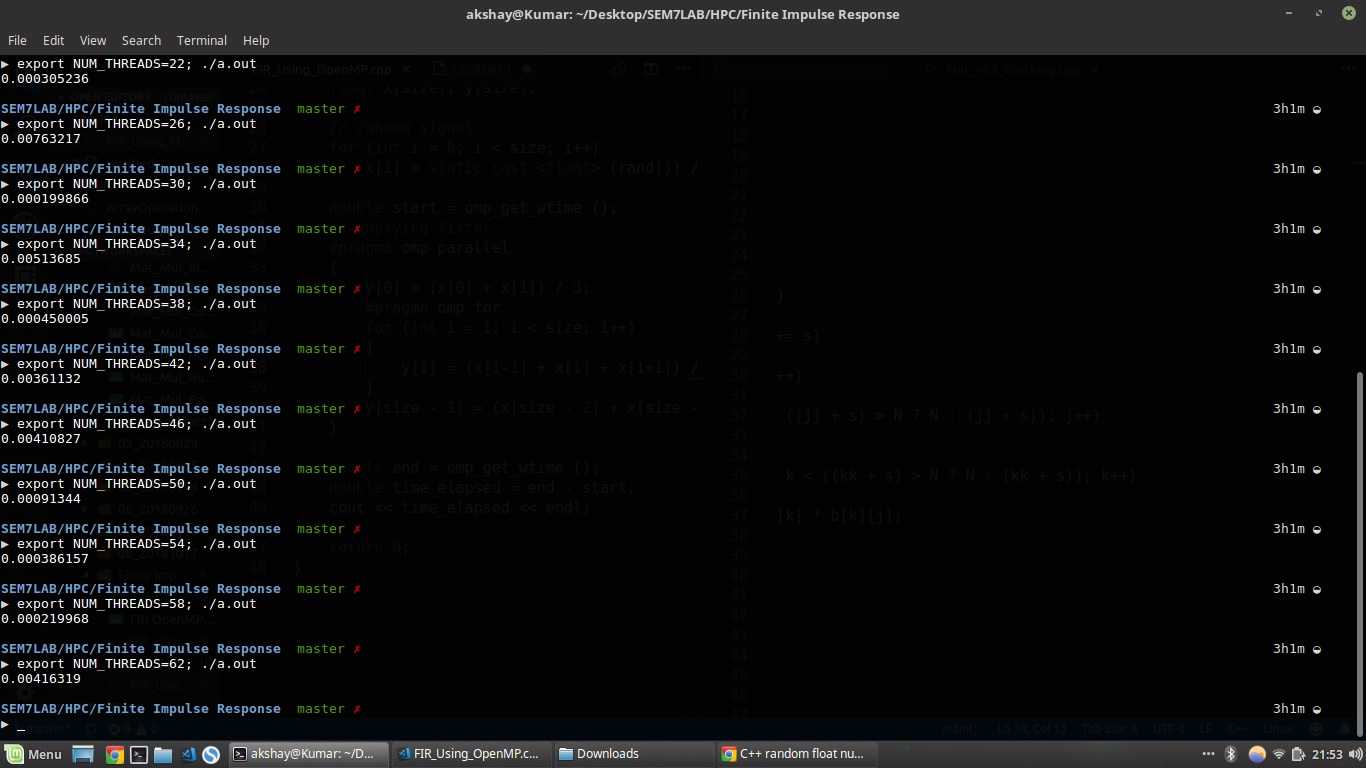 akshay@Kumar: ~/Desktop/SEM7LAB/HPC/Finite Impulse Response
File Edit View Search Terminal Help
▶ export NUM_THREADS=22; ./a.out
0.000305236
SEM7LAB/HPC/Finite Impulse Response master ✗ 3h1m
▶ export NUM_THREADS=26; ./a.out
0.00763217
SEM7LAB/HPC/Finite Impulse Response master ✗ 3h1m
▶ export NUM_THREADS=30; ./a.out
0.000199866
SEM7LAB/HPC/Finite Impulse Response master ✗ 3h1m
▶ export NUM_THREADS=34; ./a.out
0.00513685
SEM7LAB/HPC/Finite Impulse Response master ✗ 3h1m
▶ export NUM_THREADS=38; ./a.out
0.000450005
SEM7LAB/HPC/Finite Impulse Response master ✗ 3h1m
▶ export NUM_THREADS=42; ./a.out
0.00361132
SEM7LAB/HPC/Finite Impulse Response master ✗ 3h1m
▶ export NUM_THREADS=46; ./a.out
0.00410827
SEM7LAB/HPC/Finite Impulse Response master ✗ 3h1m
▶ export NUM_THREADS=50; ./a.out
0.00091344
SEM7LAB/HPC/Finite Impulse Response master ✗ 3h1m
▶ export NUM_THREADS=54; ./a.out
0.000386157
SEM7LAB/HPC/Finite Impulse Response master ✗ 3h1m
▶ export NUM_THREADS=58; ./a.out
0.000219968
SEM7LAB/HPC/Finite Impulse Response master ✗ 3h1m
▶ export NUM_THREADS=62; ./a.out
0.00416319
SEM7LAB/HPC/Finite Impulse Response master ✗ 3h1m
▶ _
Menu akshay@Kumar: ~/D... FIR_Using_OpenMP.c... Downloads C++ random float nu... 21:53